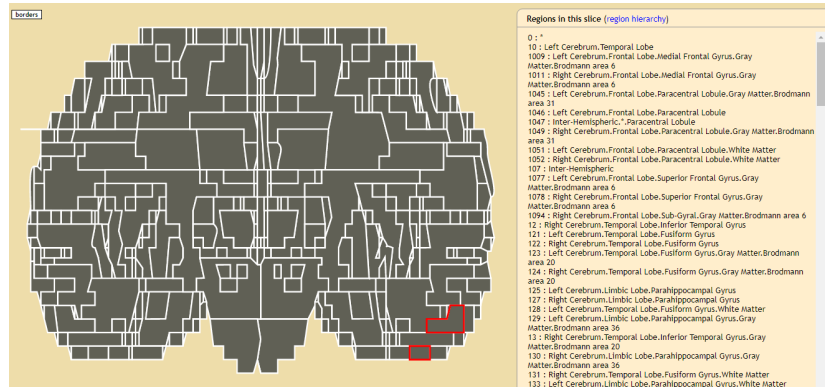 borders
Regions in this slice (region hierarchy)
0 : *
10 : Left Cerebrum.Temporal Lobe
1009 : Left Cerebrum.Frontal Lobe.Medial Frontal Gyrus.Gray
Matter.Brodmann area 6
1011 : Right Cerebrum.Frontal Lobe.Medial Frontal Gyrus.Gray
Matter.Brodmann area 6
1045 : Left Cerebrum.Frontal Lobe.Paracentral Lobule.Gray Matter.Brodmann
area 31
1046 : Left Cerebrum.Frontal Lobe.Paracentral Lobule
1047 : Inter-Hemispheric.*.Paracentral Lobule
1049 : Right Cerebrum.Frontal Lobe.Paracentral Lobule.Gray Matter.Brodmann
area 31
1051 : Left Cerebrum.Frontal Lobe.Paracentral Lobule.White Matter
1052 : Right Cerebrum.Frontal Lobe.Paracentral Lobule.White Matter
107 : Inter-Hemispheric
1077 : Left Cerebrum.Frontal Lobe.Superior Frontal Gyrus.Gray
Matter.Brodmann area 6
1078 : Right Cerebrum.Frontal Lobe.Superior Frontal Gyrus.Gray
Matter.Brodmann area 6
1094 : Right Cerebrum.Frontal Lobe.Sub-Gyral.Gray Matter.Brodmann area 6
12 : Right Cerebrum.Temporal Lobe.Inferior Temporal Gyrus
121 : Left Cerebrum.Temporal Lobe.Fusiform Gyrus
122 : Right Cerebrum.Temporal Lobe.Fusiform Gyrus
123 : Left Cerebrum.Temporal Lobe.Fusiform Gyrus.Gray Matter.Brodmann
area 20
124 : Right Cerebrum.Temporal Lobe.Fusiform Gyrus.Gray Matter.Brodmann
area 20
125 : Left Cerebrum.Limbic Lobe.Parahippocampal Gyrus
127 : Right Cerebrum.Limbic Lobe.Parahippocampal Gyrus
128 : Left Cerebrum.Temporal Lobe.Fusiform Gyrus.White Matter
129 : Left Cerebrum.Limbic Lobe.Parahippocampal Gyrus.Gray
Matter.Brodmann area 36
13 : Right Cerebrum.Temporal Lobe.Inferior Temporal Gyrus.Gray
Matter.Brodmann area 20
130 : Right Cerebrum.Limbic Lobe.Parahippocampal Gyrus.Gray
Matter.Brodmann area 36
131 : Right Cerebrum.Temporal Lobe.Fusiform Gyrus.White Matter
133 : Left Cerebrum.Limbic Lobe.Parahippocampal Gyrus.White Matter